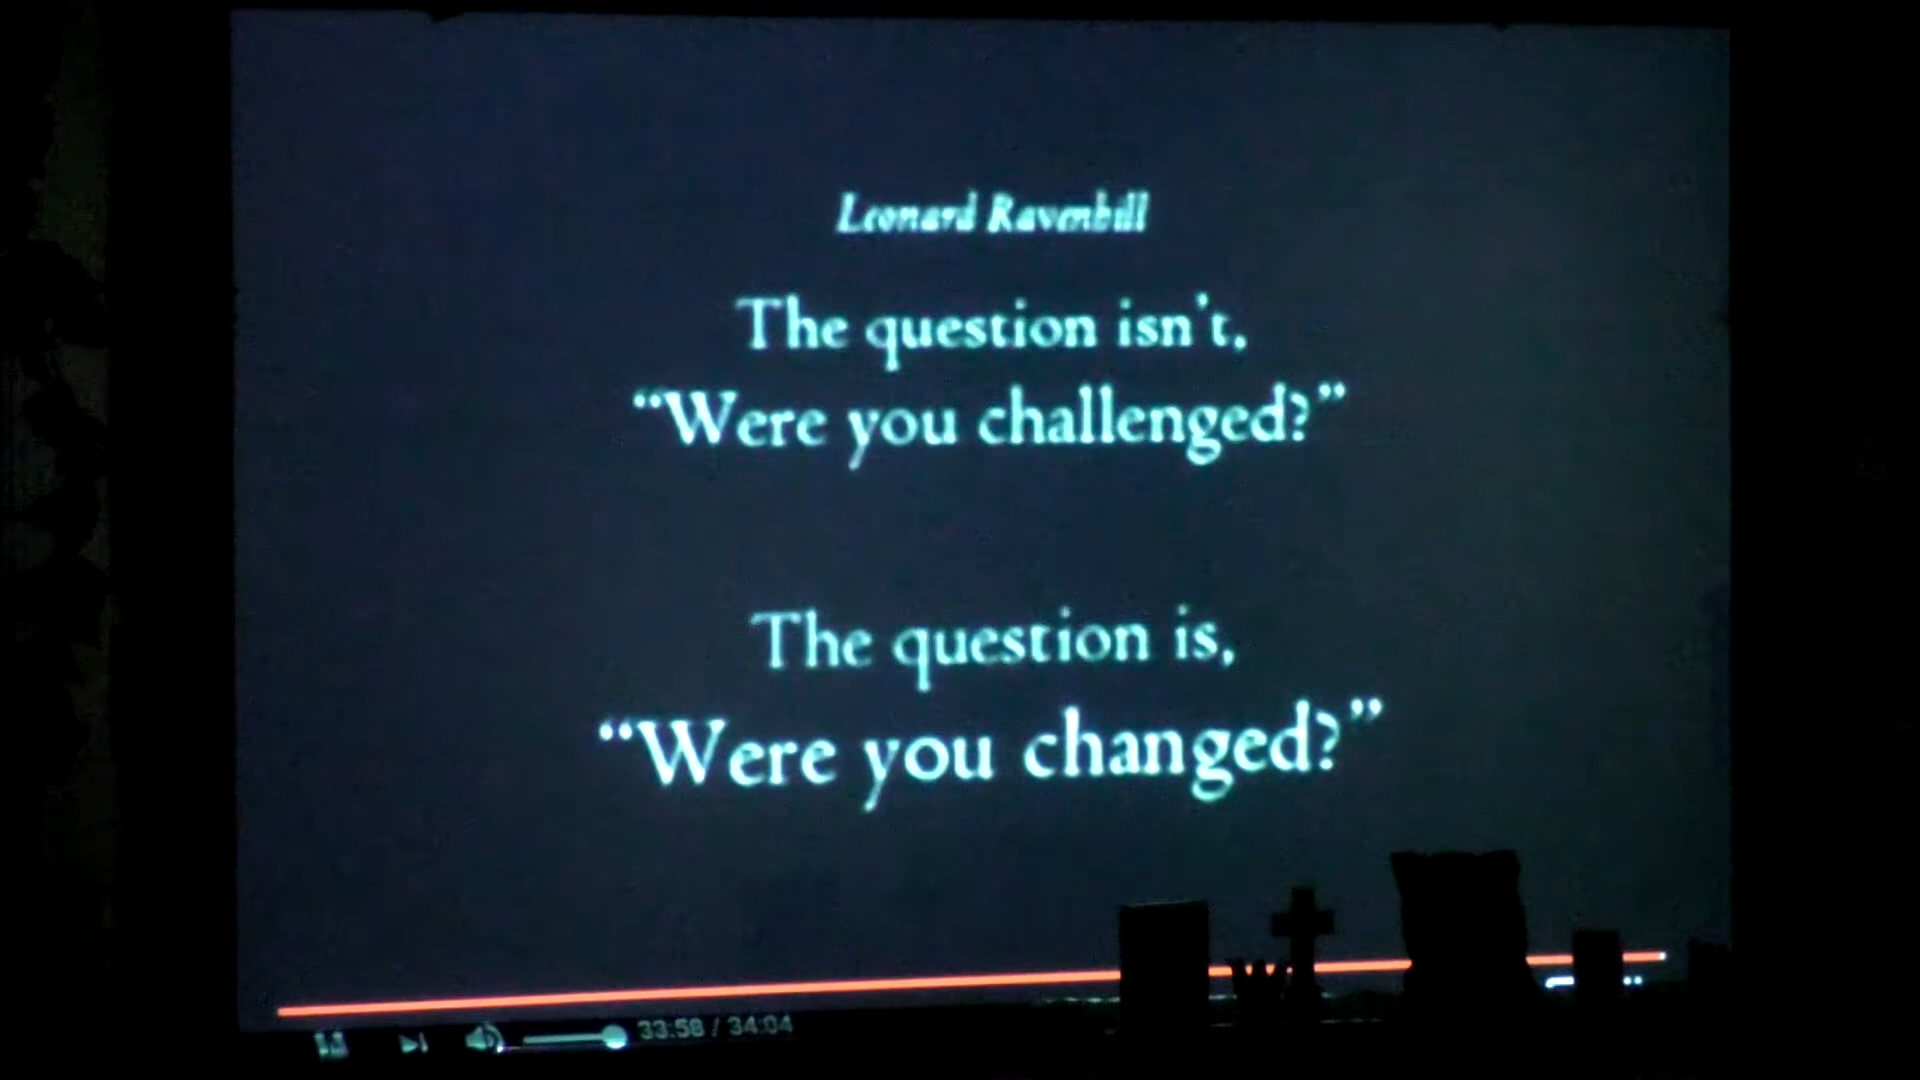 Leonard Ravenhill
The question isn't,
“Were you challenged?”
The question is,
“Were you changed?”
33:58 / 34:04